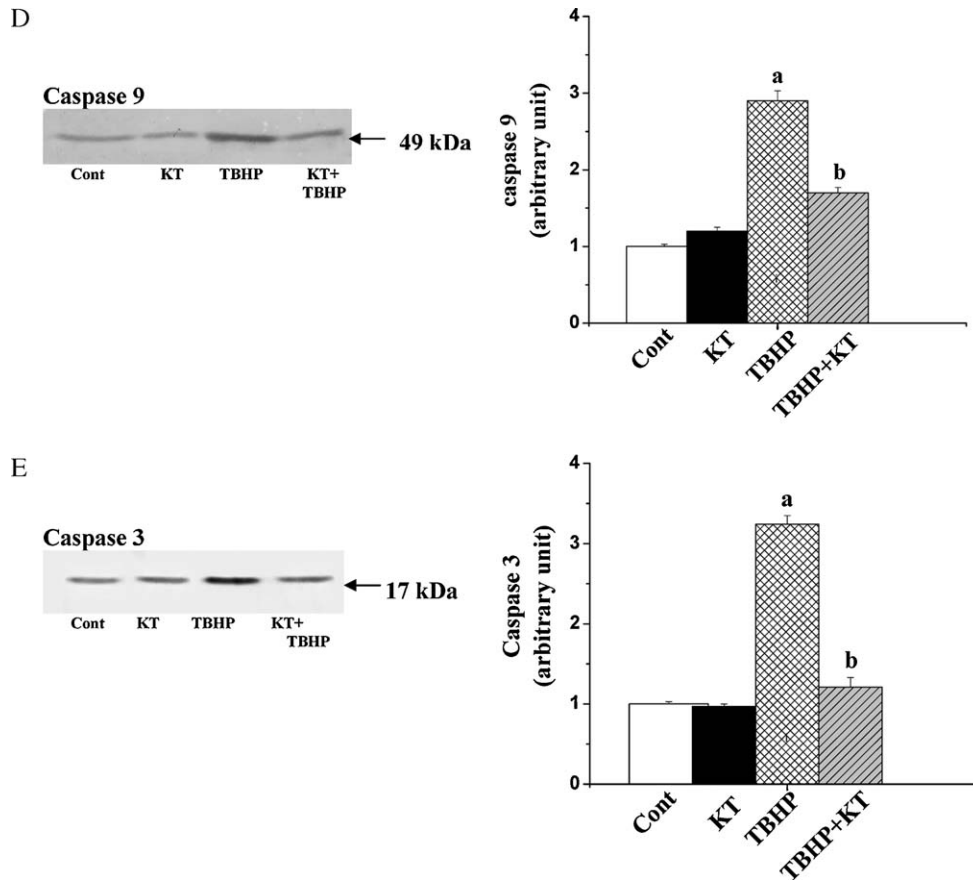 D
Caspase 9
49 kDa
Cont KT TBHP KT+
TBHP
caspase 9
(arbitrary unit)
4
3
2
1
0
a
b
Cont KT TBHP TBHP+KT
E
Caspase 3
17 kDa
Cont KT TBHP KT+
TBHP
Caspase 3
(arbitrary unit)
4
3
2
1
0
a
b
Cont KT TBHP TBHP+KT